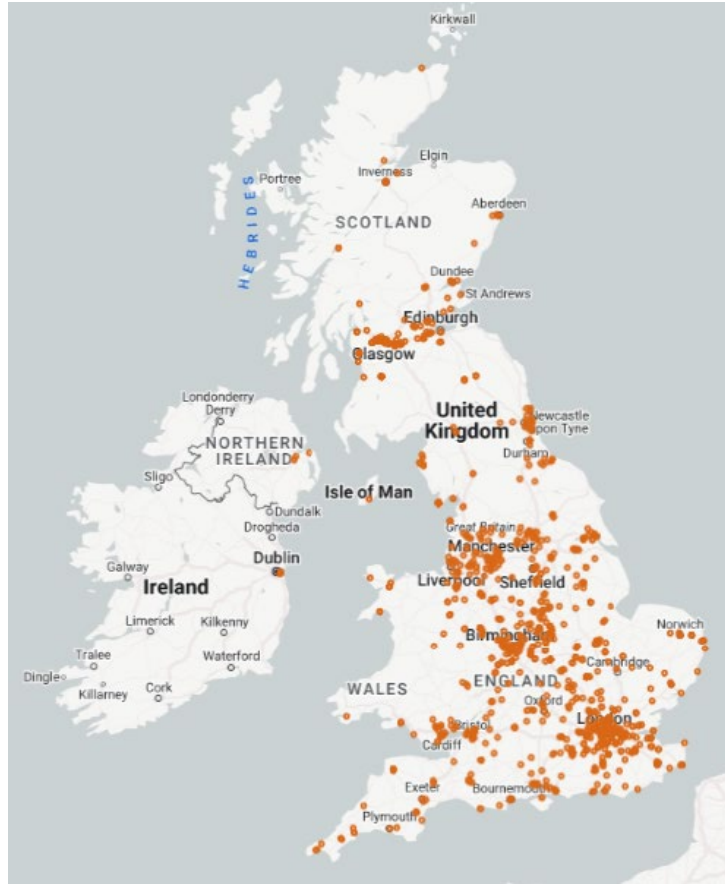 Kirkwall
Elgin
Inverness
Portree
HEBRIDES
SCOTLAND
Aberdeen
Dundee
St Andrews
Edinburgh
Glasgow
Londonderry
Derry
United
Kingdom
Newcastle
upon Tyne
NORTHERN
IRELAND
Durham
Sligo
Isle of Man
Dundalk
Great Britain
Drogheda
Manchester
Dublin
Galway
Liverpool
Sheffield
Ireland
Limerick
Kilkenny
Birmingham
Norwich
Tralee
Waterford
Cambridge
Dingle
Killarney
Cork
WALES
ENGLAND
Oxford
London
Bristol
Cardiff
Exeter
Bournemouth
Plymouth